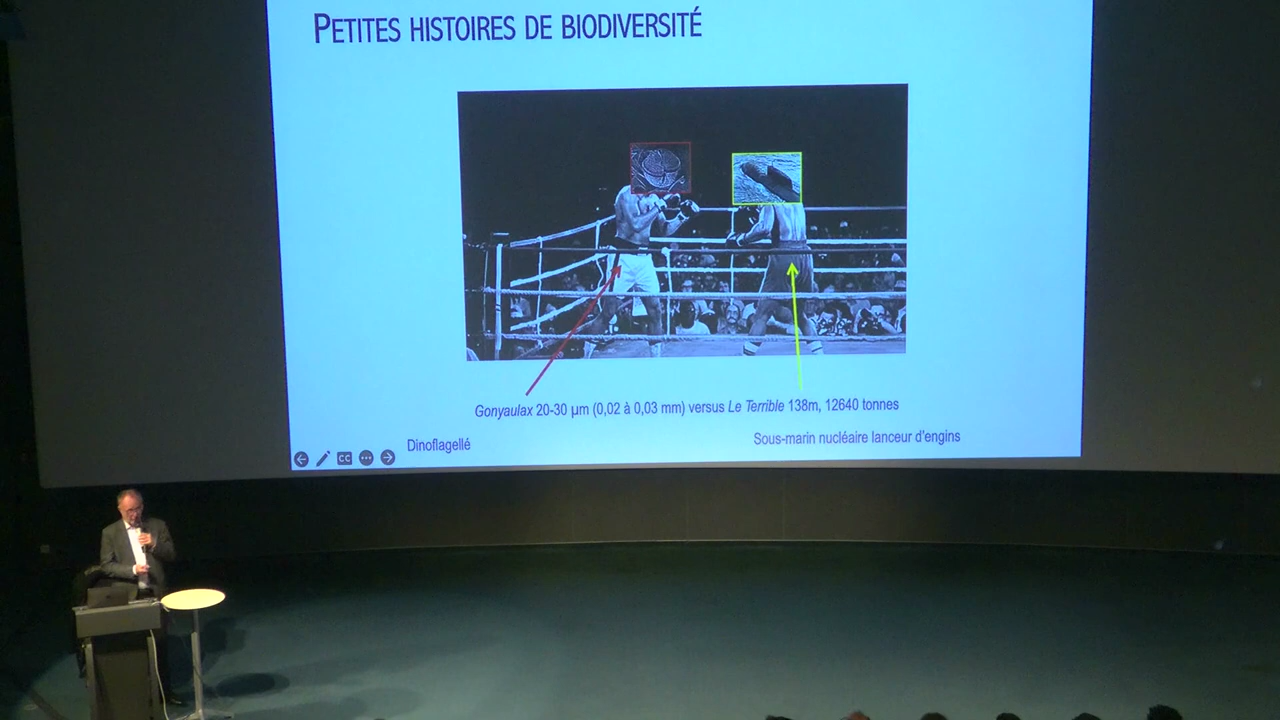 PETITES HISTOIRES DE BIODIVERSITÉ
Gonyaulax 20-30 µm (0,02 à 0,03 mm) versus Le Terrible 138m, 12640 tonnes
Dinoflagellé
Sous-marin nucléaire lanceur d'engins
CC